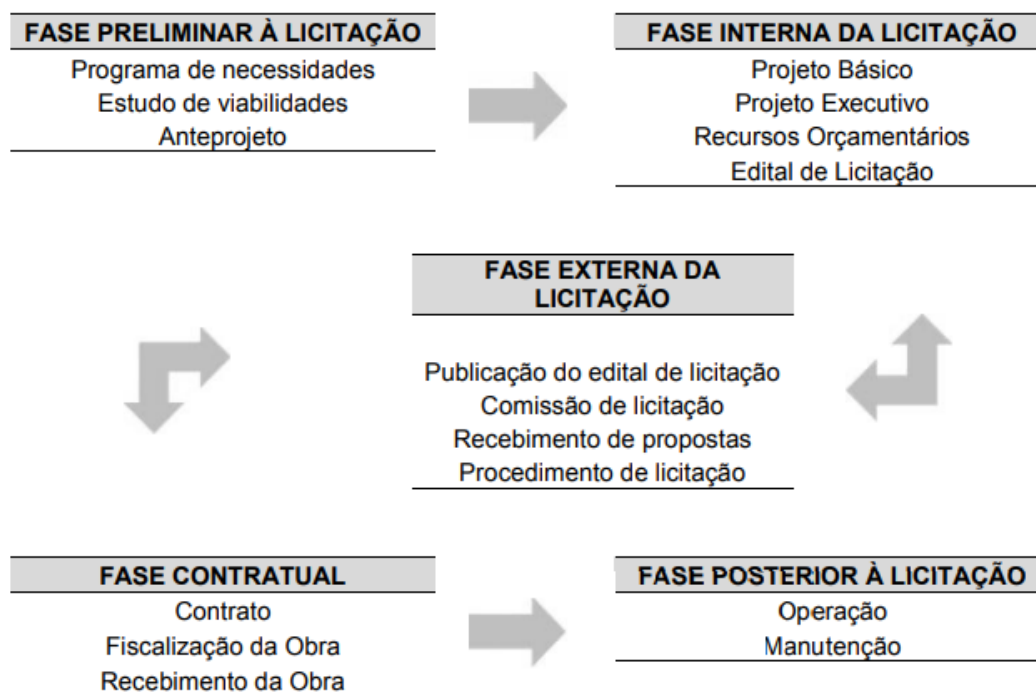 FASE PRELIMINAR À LICITAÇÃO
Programa de necessidades
Estudo de viabilidades
Anteprojeto
FASE INTERNA DA LICITAÇÃO
Projeto Básico
Projeto Executivo
Recursos Orçamentários
Edital de Licitação
FASE EXTERNA DA
LICITAÇÃO
Publicação do edital de licitação
Comissão de licitação
Recebimento de propostas
Procedimento de licitação
FASE CONTRATUAL
Contrato
Fiscalização da Obra
Recebimento da Obra
FASE POSTERIOR À LICITAÇÃO
Operação
Manutenção